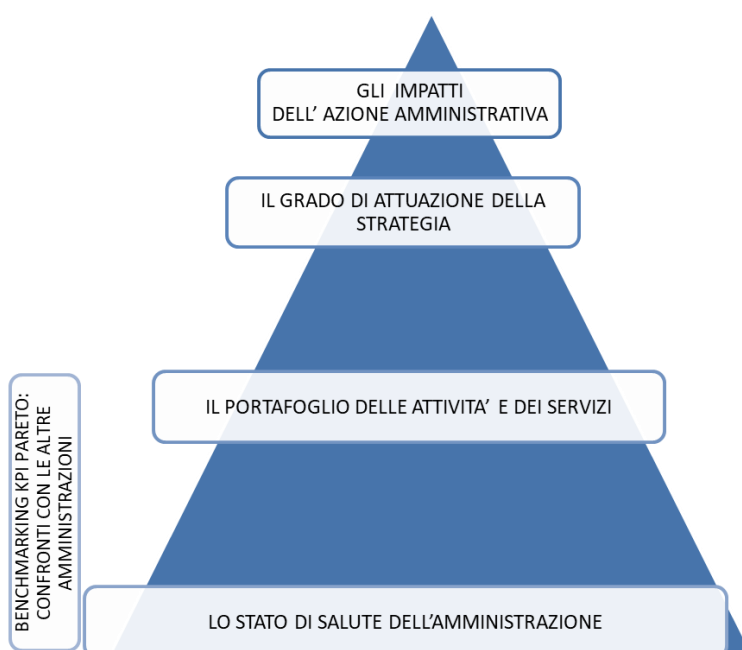 GLI IMPATTI
DELL' AZIONE AMMINISTRATIVA
IL GRADO DI ATTUAZIONE DELLA
STRATEGIA
IL PORTAFOGLIO DELLE ATTIVITA' E DEI SERVIZI
BENCHMARKING KPI PARETO:
CONFRONTI CON LE ALTRE
AMMINISTRAZIONI
LO STATO DI SALUTE DELL'AMMINISTRAZIONE